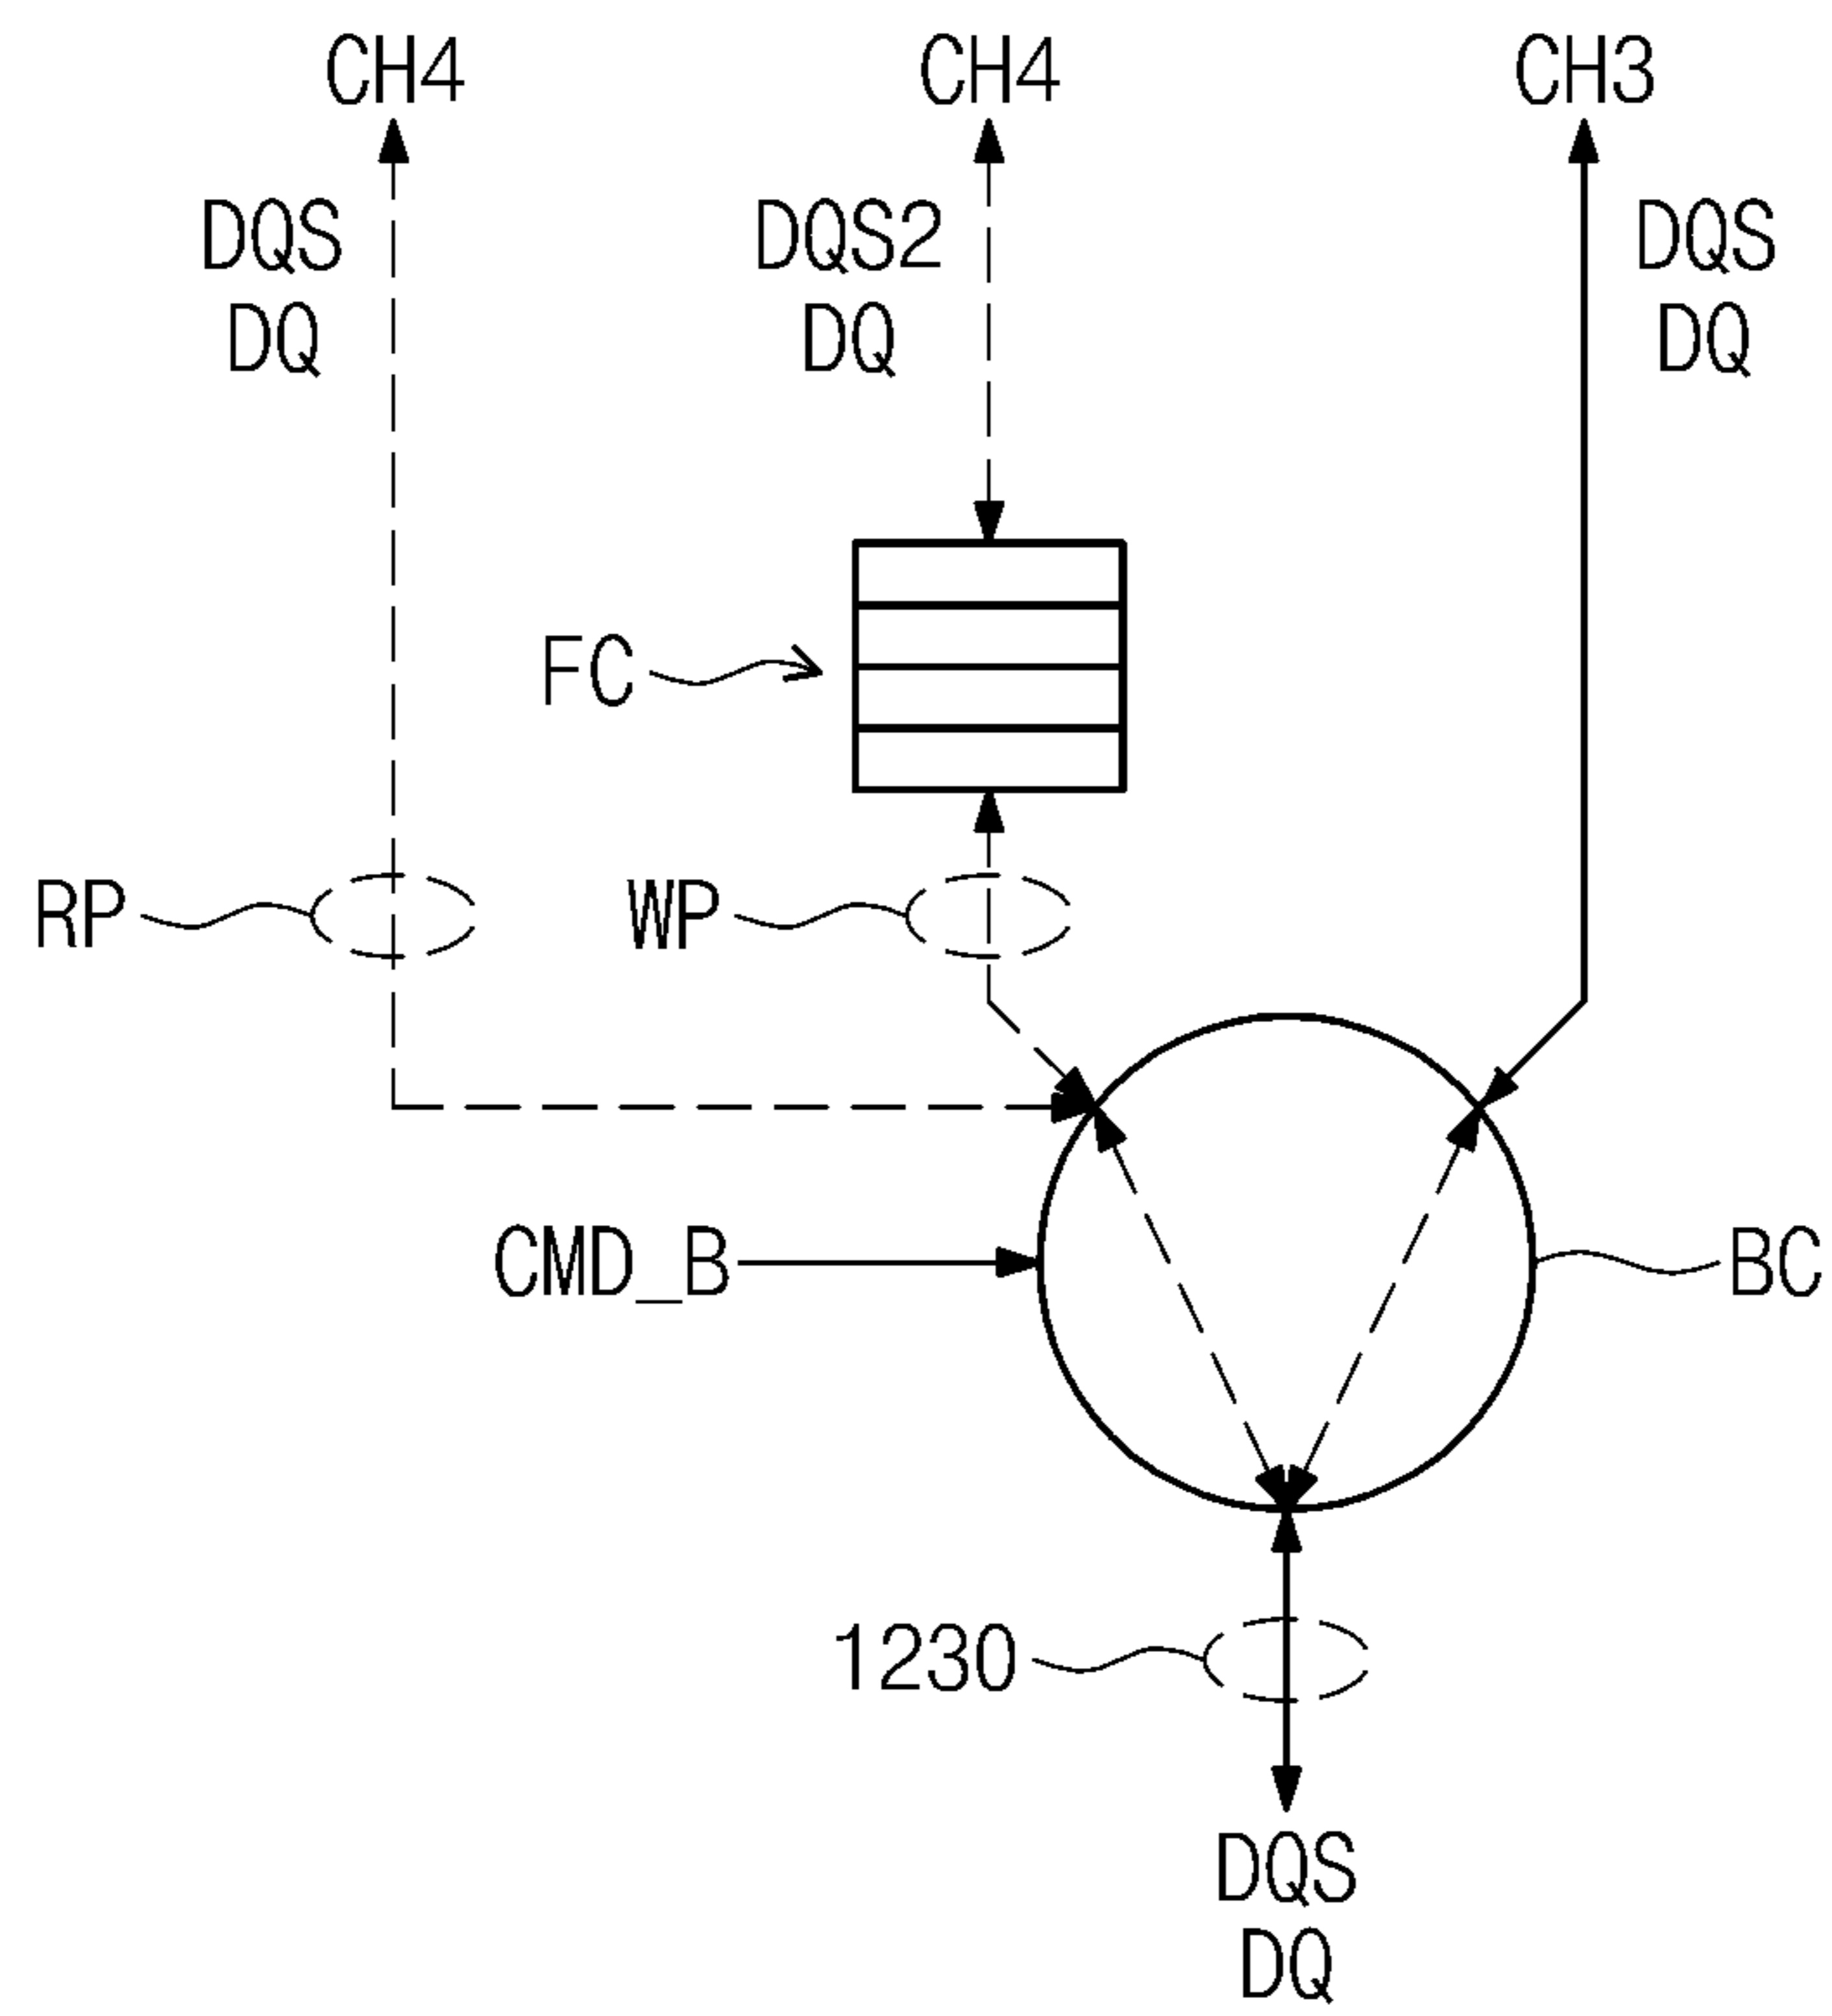 CH4 CH4 CH3
DQS DQS2 DQS
DQ DQ DQ
FC
RP WP
CMD_B BC
1230
DQS
DQ